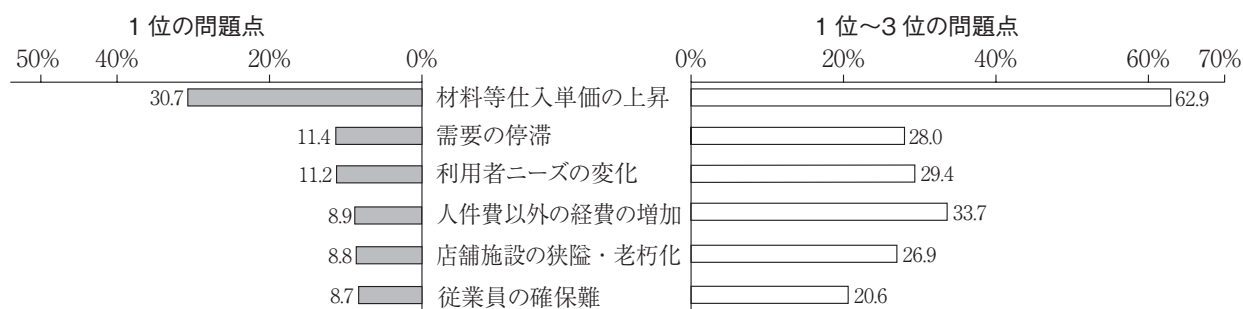 1位の問題点 1位～3位の問題点
50% 40% 20% 0% 0% 20% 40% 60% 70%
30.7 材料等仕入単価の上昇 62.9
11.4 需要の停滞 28.0
11.2 利用者ニーズの変化 29.4
8.9 人件費以外の経費の増加 33.7
8.8 店舗施設の狭隘・老朽化 26.9
8.7 従業員の確保難 20.6